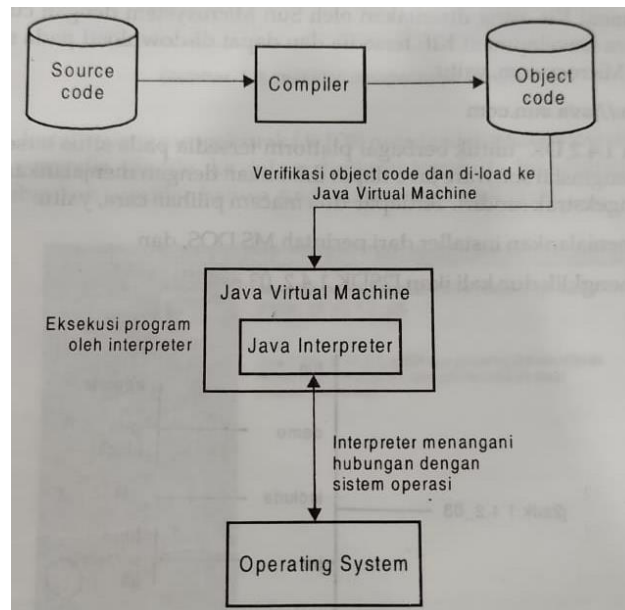 Source
code
Compiler
Object
code
Verifikasi object code dan di-load ke
Java Virtual Machine
Java Virtual Machine
Eksekusi program
oleh interpreter
Java Interpreter
Interpreter menangani
hubungan dengan
sistem operasi
Operating System